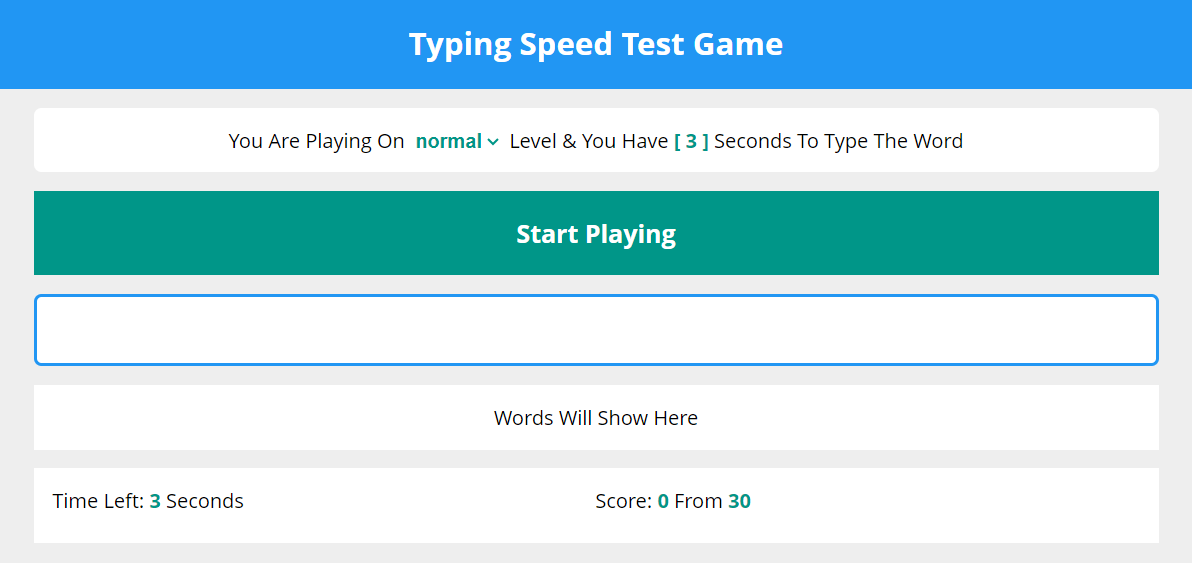 Typing Speed Test Game
You Are Playing On normal Level & You Have [ 3 ] Seconds To Type The Word
Start Playing
Words Will Show Here
Time Left: 3 Seconds
Score: 0 From 30